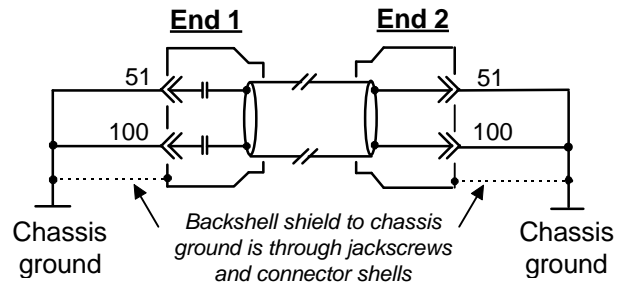 End 1
End 2
51
51
100
100
Backshell shield to chassis
ground is through jackscrews
and connector shells
Chassis
ground
Chassis
ground